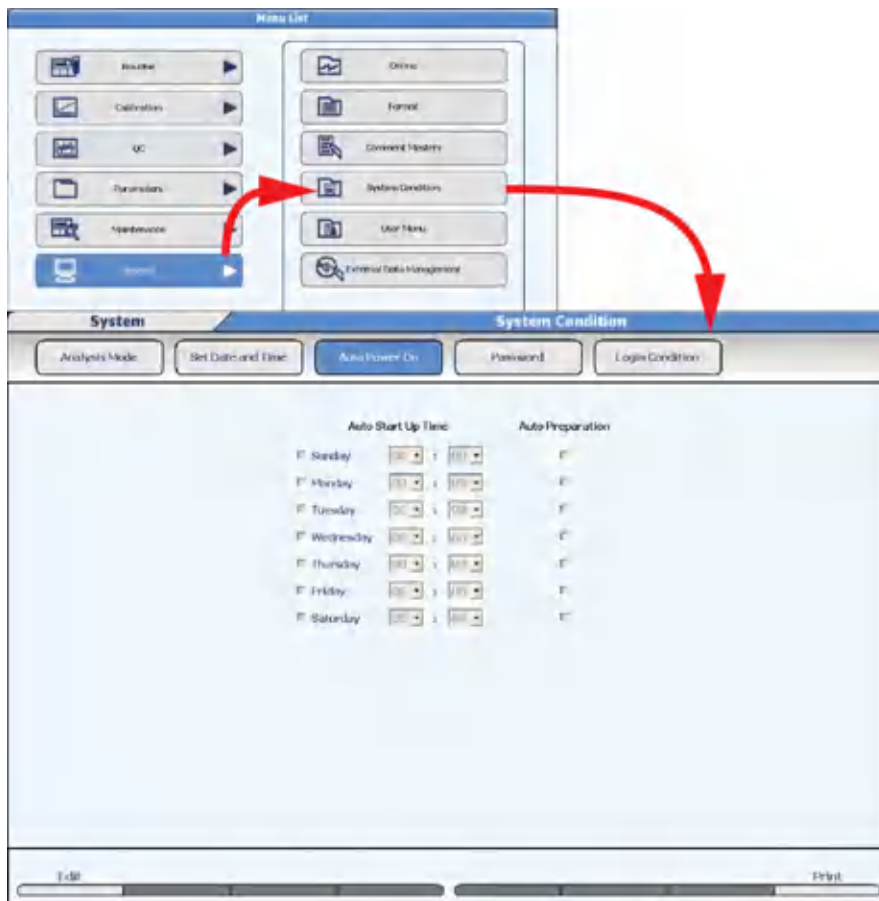 Menu List
Routine
Calibration
QC
Parameters
Maintenance
System
Online
Format
Comment Masters
System Condition
User Menu
External Data Management
System
System Condition
Analysis Mode
Set Date and Time
Auto Power On
Password
Login Condition
Auto Start Up Time Auto Preparation
Sunday
Monday
Tuesday
Wednesday
Thursday
Friday
Saturday
Edit
Print